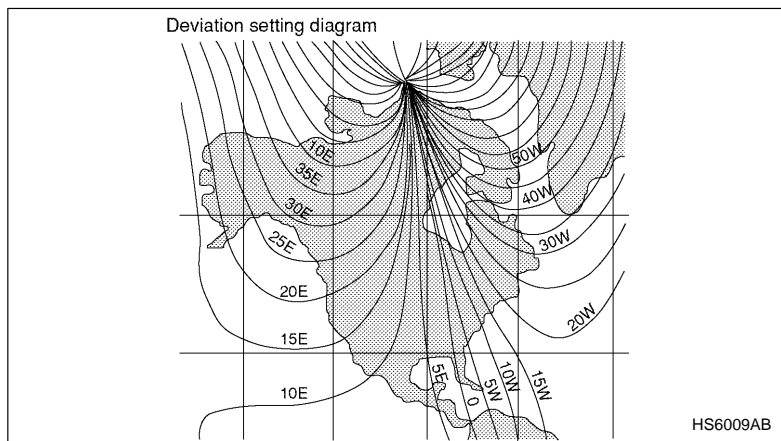 Deviation setting diagram
10E
35E
30E
25E
20E
15E
10E
50W
40W
30W
20W
15W
10W
5W
0
5E
HS6009AB